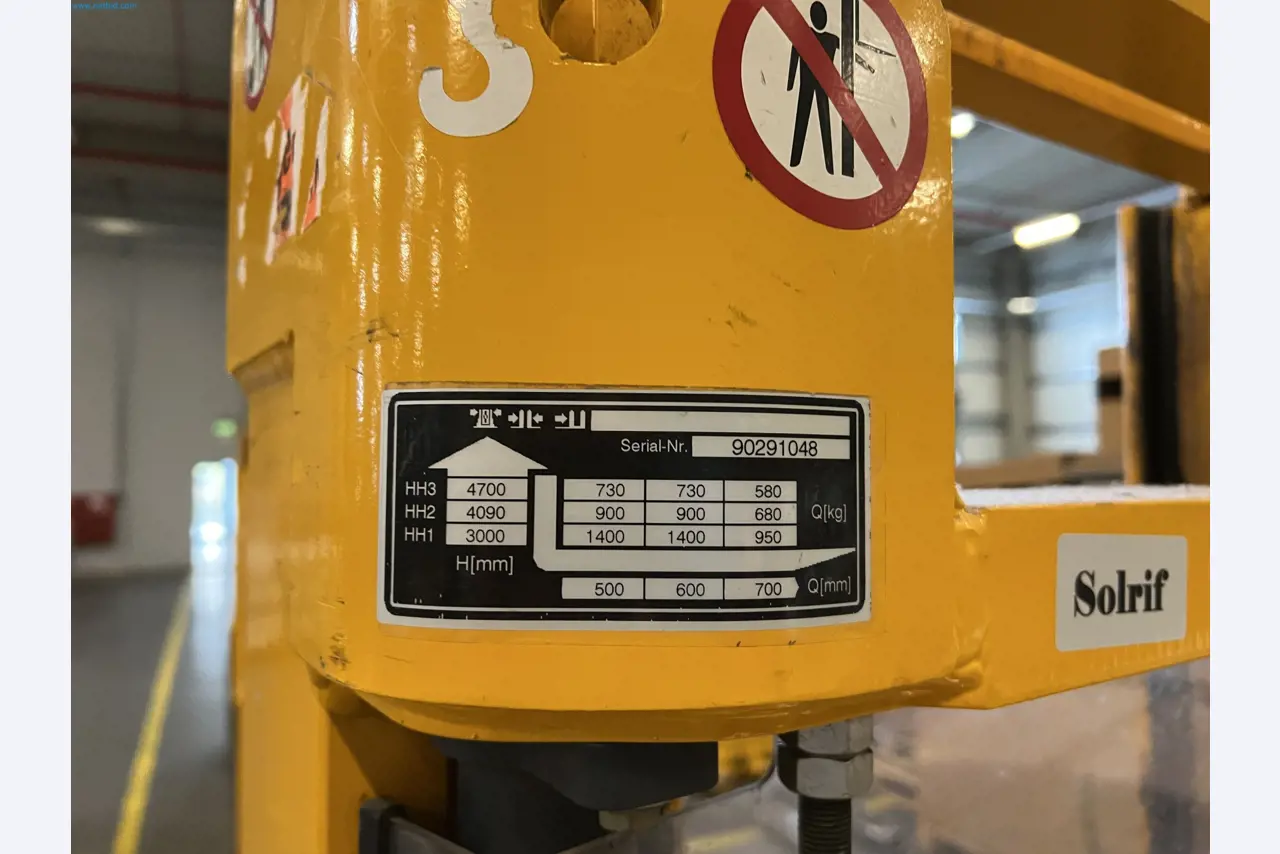 Serial-Nr. 90291048
HH3 4700 730 730 580
HH2 4090 900 900 680 Q[kg]
HH1 3000 1400 1400 950
H[mm]
500 600 700 Q[mm]
Solrif